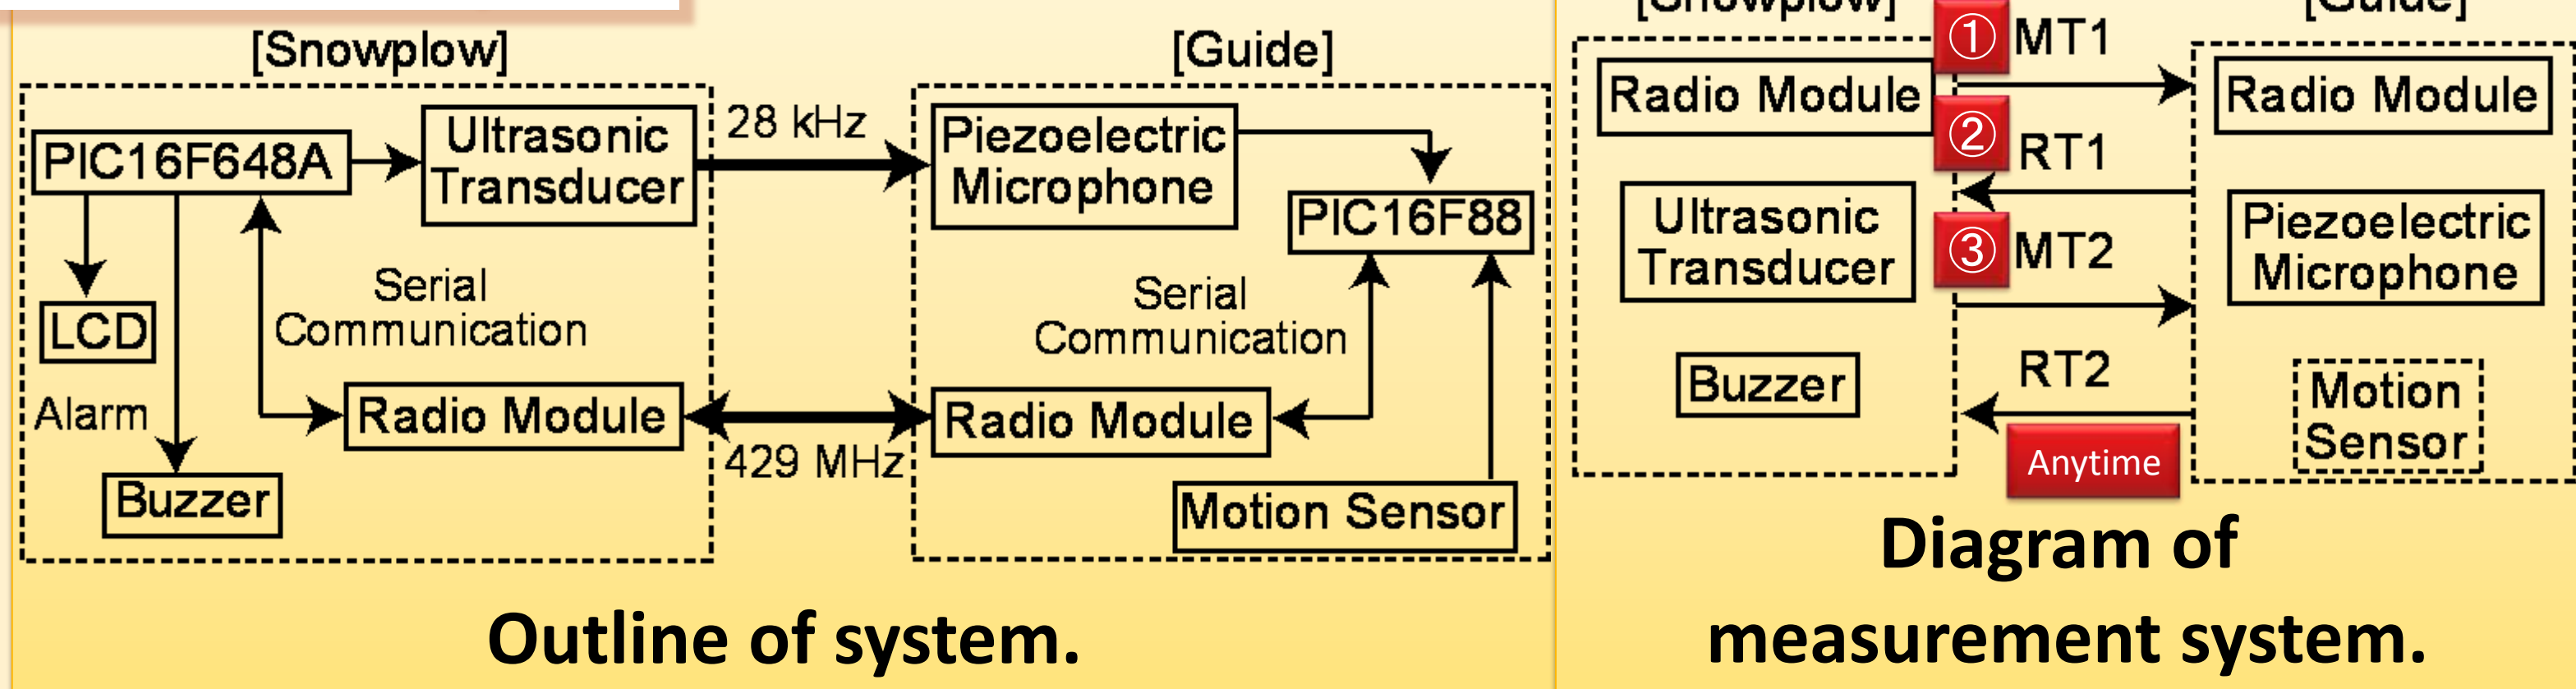 [Snowplow]
[Guide]
PIC16F648A
Ultrasonic
Transducer
28 kHz
Piezoelectric
Microphone
PIC16F88
LCD
Serial
Communication
Serial
Communication
Alarm
Radio Module
429 MHz
Radio Module
Buzzer
Motion Sensor
Outline of system.
[Snowplow]
[Guide]
① MT1
Radio Module
Radio Module
② RT1
Ultrasonic
Transducer
③ MT2
Piezoelectric
Microphone
Buzzer
RT2
Anytime
Motion
Sensor
Diagram of
measurement system.